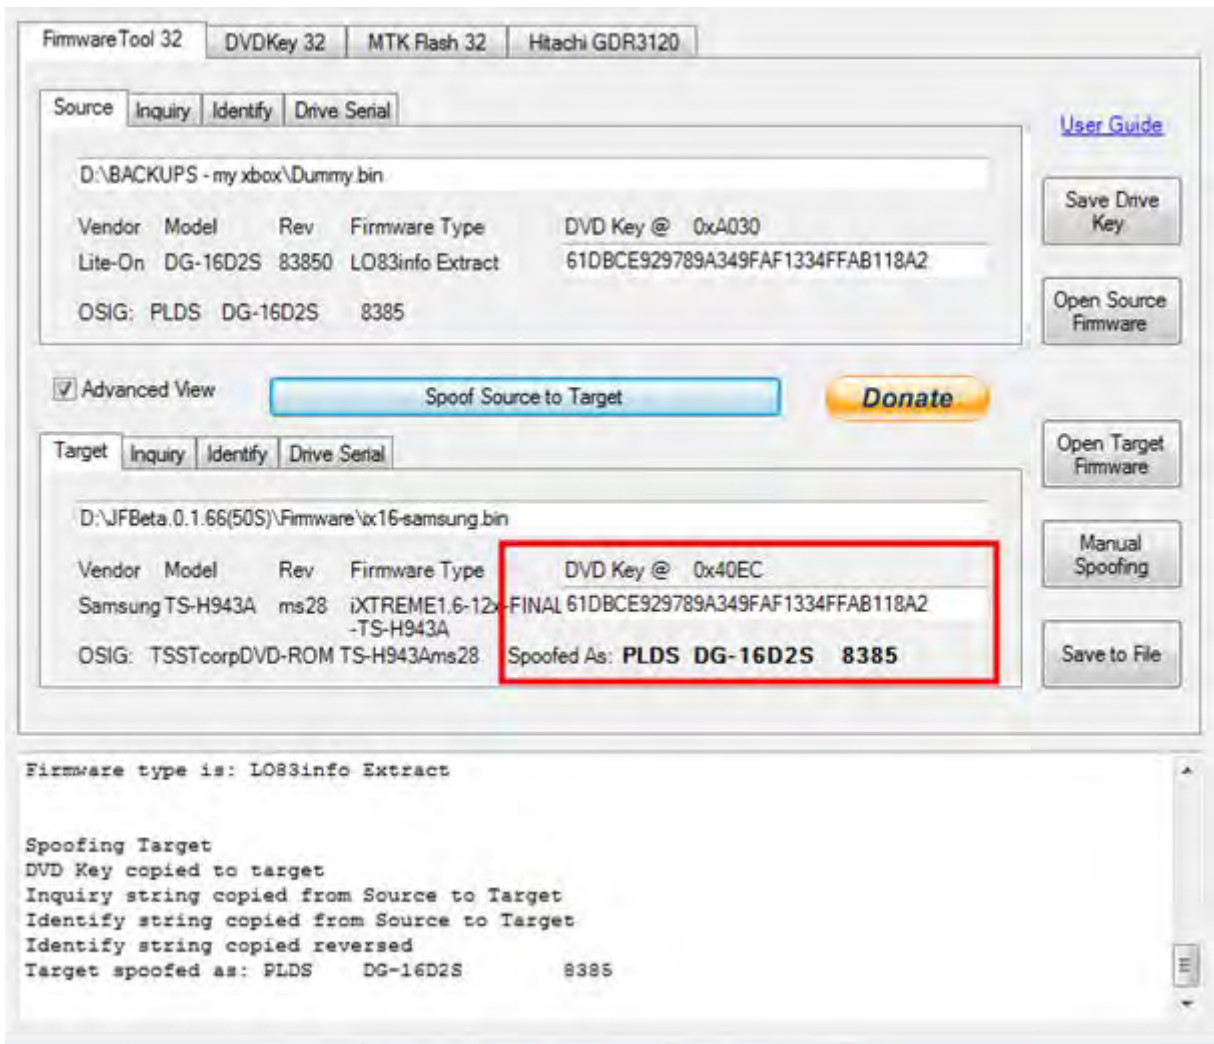 FirmwareTool 32 DVDKey 32 MTK Flash 32 Hitachi GDR3120
Source Inquiry Identify Drive Serial
User Guide
D:\BACKUPS - my xbox\Dummy.bin
Save Drive
Key
Vendor Model Rev Firmware Type DVD Key @ 0xA030
Lite-On DG-16D2S 83850 LO83info Extract 61DBCE929789A349FAF1334FFAB118A2
OSIG: PLDS DG-16D2S 8385
Open Source
Firmware
Advanced View Spoof Source to Target Donate
Target Inquiry Identify Drive Serial
Open Target
Firmware
D:\JFBeta.0.1.66(50S)\Firmware\ix16-samsung.bin
Manual
Spoofing
Vendor Model Rev Firmware Type DVD Key @ 0x40EC
Samsung TS-H943A ms28 iXTREME1.6-12x-FINAL 61DBCE929789A349FAF1334FFAB118A2
-TS-H943A
OSIG: TSSTcorpDVD-ROM TS-H943Ams28 Spoofed As: PLDS DG-16D2S 8385
Save to File
Firmware type is: LO83info Extract
Spoofing Target
DVD Key copied to target
Inquiry string copied from Source to Target
Identify string copied from Source to Target
Identify string copied reversed
Target spoofed as: PLDS DG-16D2S 8385